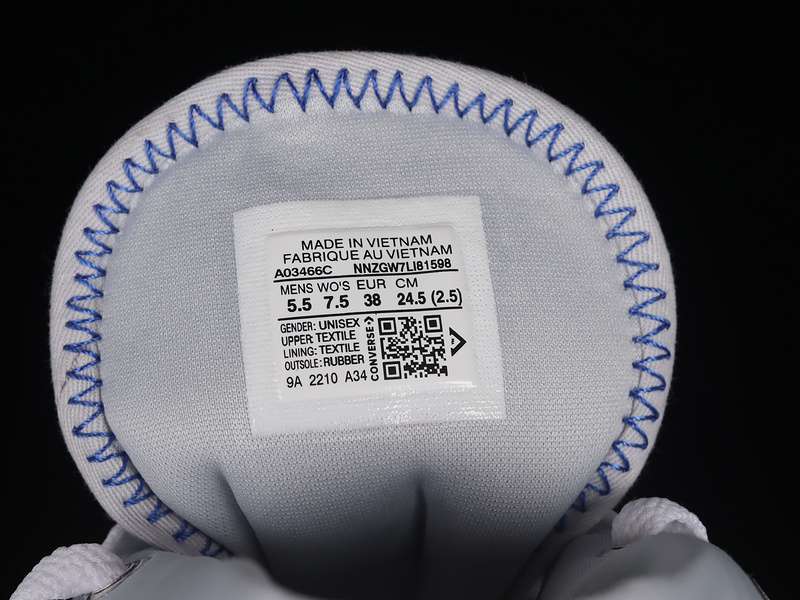 MADE IN VIETNAM
FABRIQUE AU VIETNAM
A03466C NNZGW7LI81598
MENS WO'S EUR CM
5.5 7.5 38 24.5 (2.5)
GENDER: UNISEX
UPPER: TEXTILE
LINING: TEXTILE
OUTSOLE: RUBBER
CONVERSE
9A 2210 A34